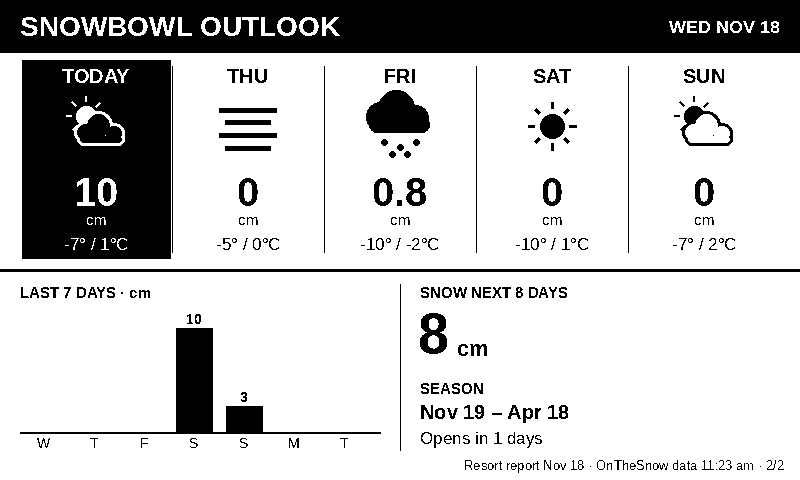 SNOWBOWL OUTLOOK
WED NOV 18
TODAY THU FRI SAT SUN
10 0 0.8 0 0
cm cm cm cm cm
-7° / 1°C -5° / 0°C -10° / -2°C -10° / 1°C -7° / 2°C
LAST 7 DAYS · cm
10
3
W T F S S M T
SNOW NEXT 8 DAYS
8 cm
SEASON
Nov 19 – Apr 18
Opens in 1 days
Resort report Nov 18 · OnTheSnow data 11:23 am · 2/2